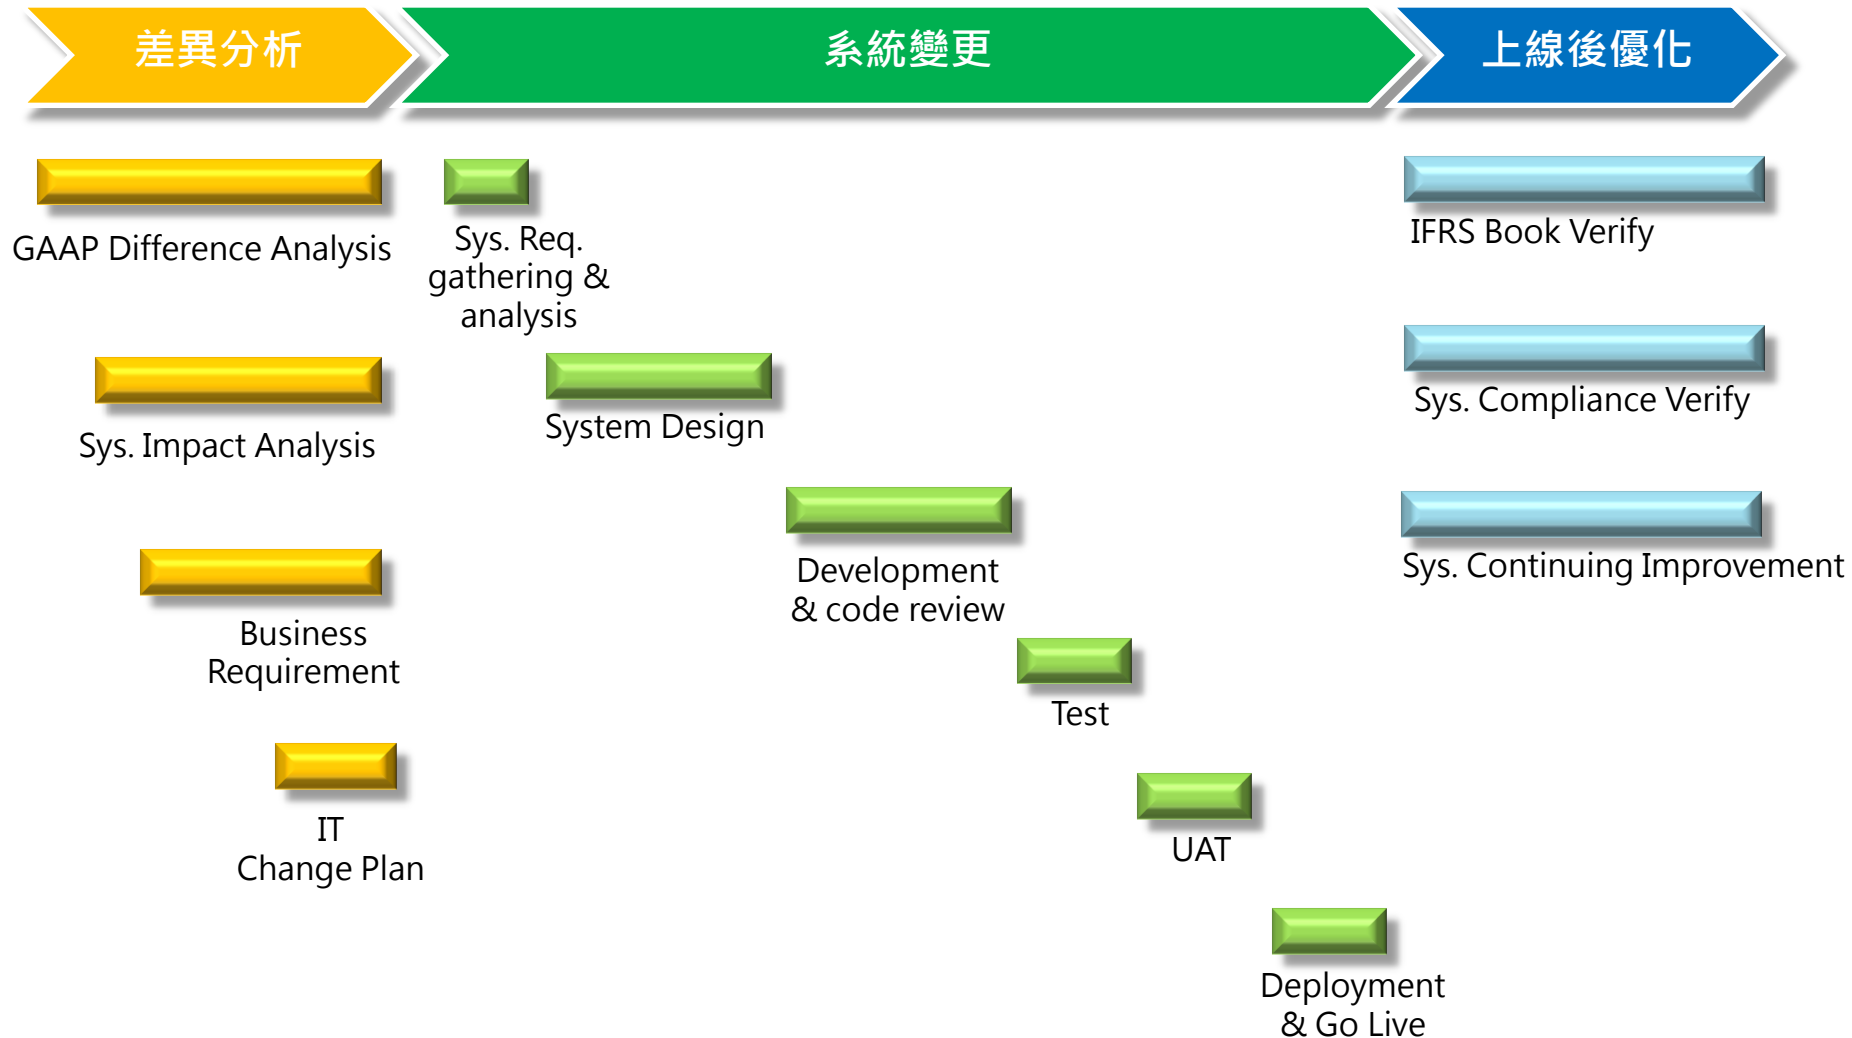 差異分析
系統變更
上線後優化
GAAP Difference Analysis
Sys. Impact Analysis
Business
Requirement
IT
Change Plan
Sys. Req.
gathering &
analysis
System Design
Development
& code review
Test
UAT
Deployment
& Go Live
IFRS Book Verify
Sys. Compliance Verify
Sys. Continuing Improvement